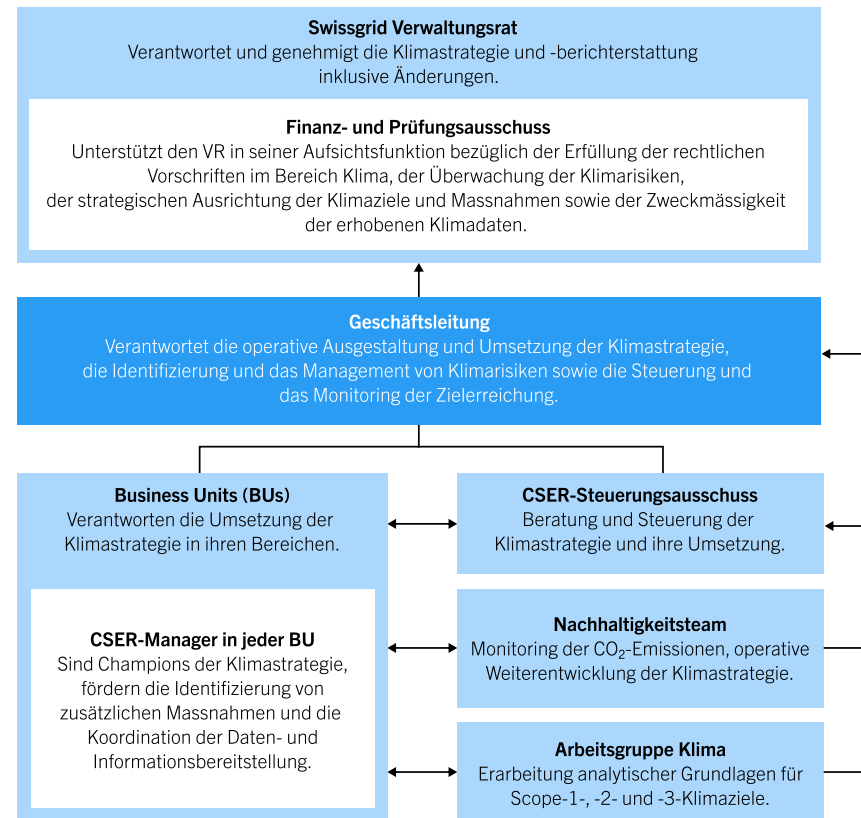 Swissgrid Verwaltungsrat
Verantwortet und genehmigt die Klimastrategie und -berichterstattung
inklusive Änderungen.
Finanz- und Prüfungsausschuss
Unterstützt den VR in seiner Aufsichtsfunktion bezüglich der Erfüllung der rechtlichen
Vorschriften im Bereich Klima, der Überwachung der Klimarisiken,
der strategischen Ausrichtung der Klimaziele und Massnahmen sowie der Zweckmässigkeit
der erhobenen Klimadaten.
Geschäftsleitung
Verantwortet die operative Ausgestaltung und Umsetzung der Klimastrategie,
die Identifizierung und das Management von Klimarisiken sowie die Steuerung und
das Monitoring der Zielerreichung.
Business Units (BUs)
Verantworten die Umsetzung der
Klimastrategie in ihren Bereichen.
CSER-Manager in jeder BU
Sind Champions der Klimastrategie,
fördern die Identifizierung von
zusätzlichen Massnahmen und die
Koordination der Daten- und
Informationsbereitstellung.
CSER-Steuerungsausschuss
Beratung und Steuerung der
Klimastrategie und ihre Umsetzung.
Nachhaltigkeitsteam
Monitoring der CO₂-Emissionen, operative
Weiterentwicklung der Klimastrategie.
Arbeitsgruppe Klima
Erarbeitung analytischer Grundlagen für
Scope-1-, -2- und -3-Klimaziele.